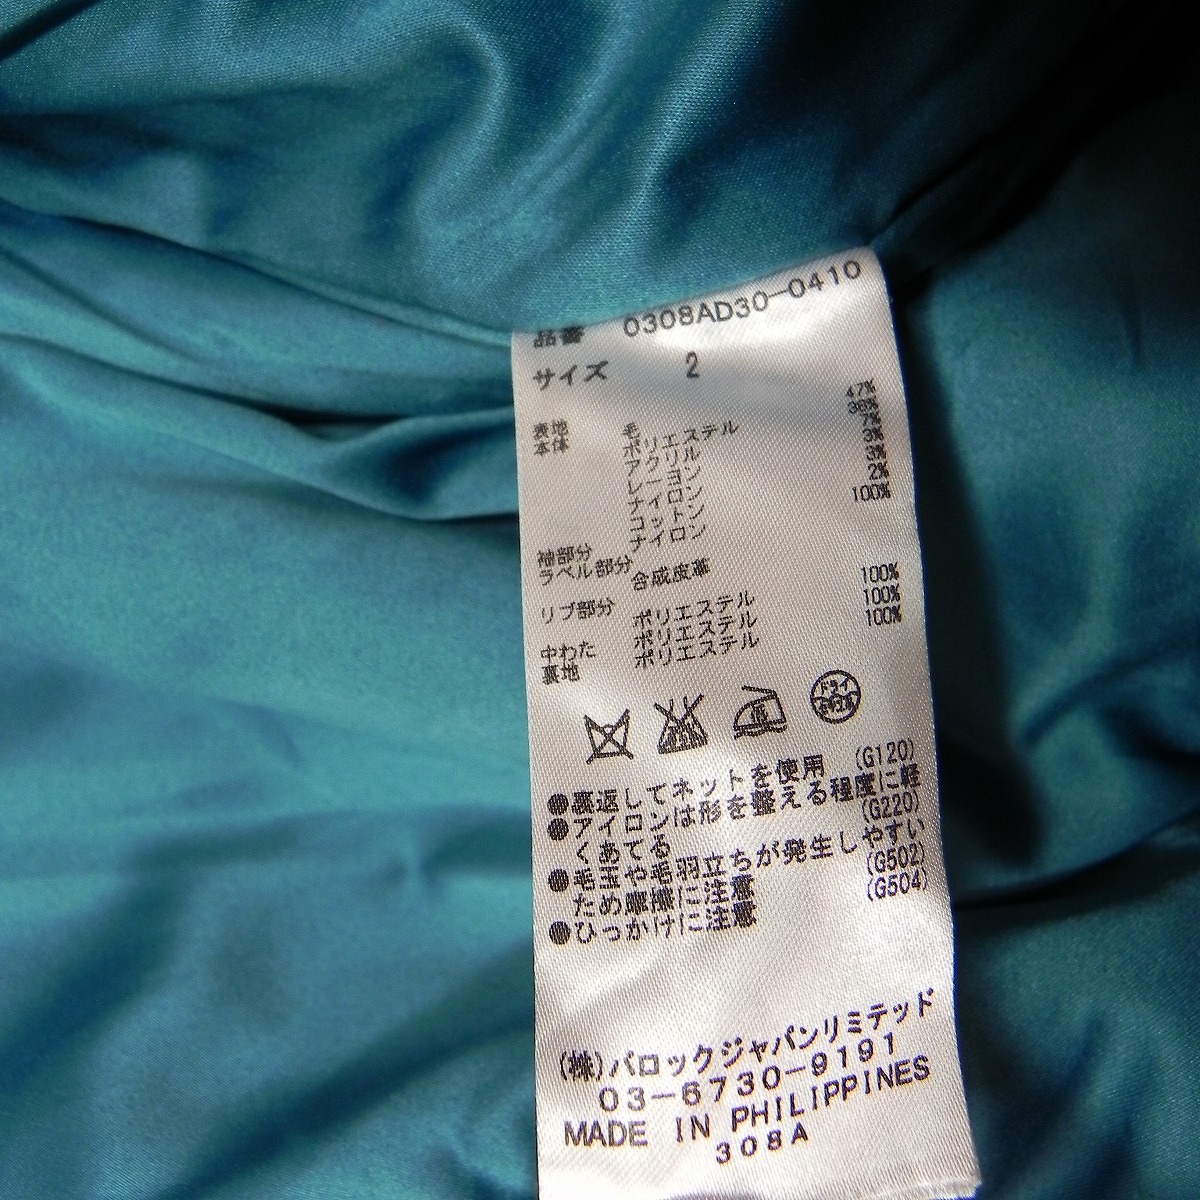 品番 0308AD30-0410
サイズ 2
表地 毛 47%
本体 ポリエステル 38%
アクリル 7%
レーヨン 3%
ナイロン 3%
コットン 2%
袖部分 ナイロン 100%
ラベル部分 合成皮革
リブ部分 ポリエステル 100%
中わた ポリエステル 100%
裏地 ポリエステル 100%
ドライ
●裏返してネットを使用 (G120)
●アイロンは形を整える程度に軽
くあてる (G220)
●毛玉や毛羽立ちが発生しやすい
ため摩擦に注意 (G502)
●ひっかけに注意 (G504)
(株)バロックジャパンリミテッド
03-6730-9191
MADE IN PHILIPPINES
308A